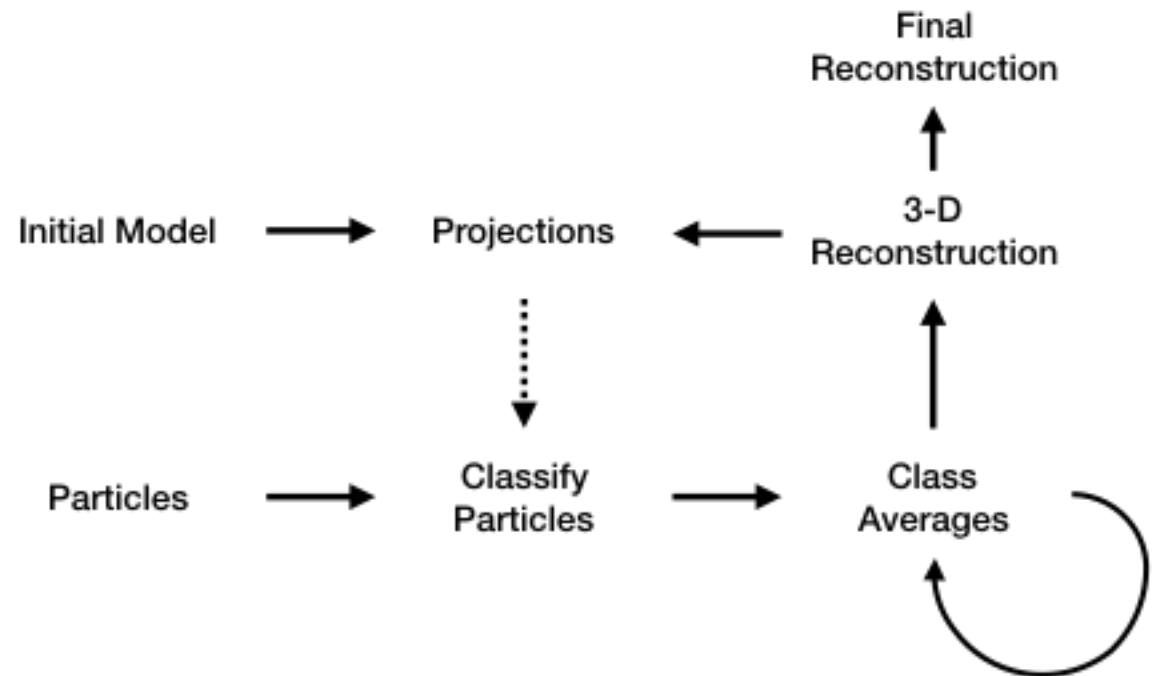 Final
Reconstruction
Initial Model
Projections
3-D
Reconstruction
Particles
Classify
Particles
Class
Averages